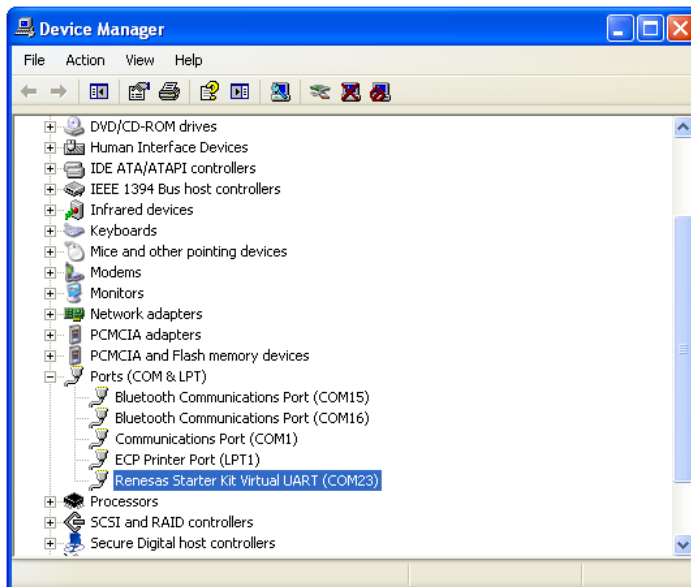 Device Manager
File Action View Help
DVD/CD-ROM drives
Human Interface Devices
IDE ATA/ATAPI controllers
IEEE 1394 Bus host controllers
Infrared devices
Keyboards
Mice and other pointing devices
Modems
Monitors
Network adapters
PCMCIA adapters
PCMCIA and Flash memory devices
Ports (COM & LPT)
Bluetooth Communications Port (COM15)
Bluetooth Communications Port (COM16)
Communications Port (COM1)
ECP Printer Port (LPT1)
Renesas Starter Kit Virtual UART (COM23)
Processors
SCSI and RAID controllers
Secure Digital host controllers